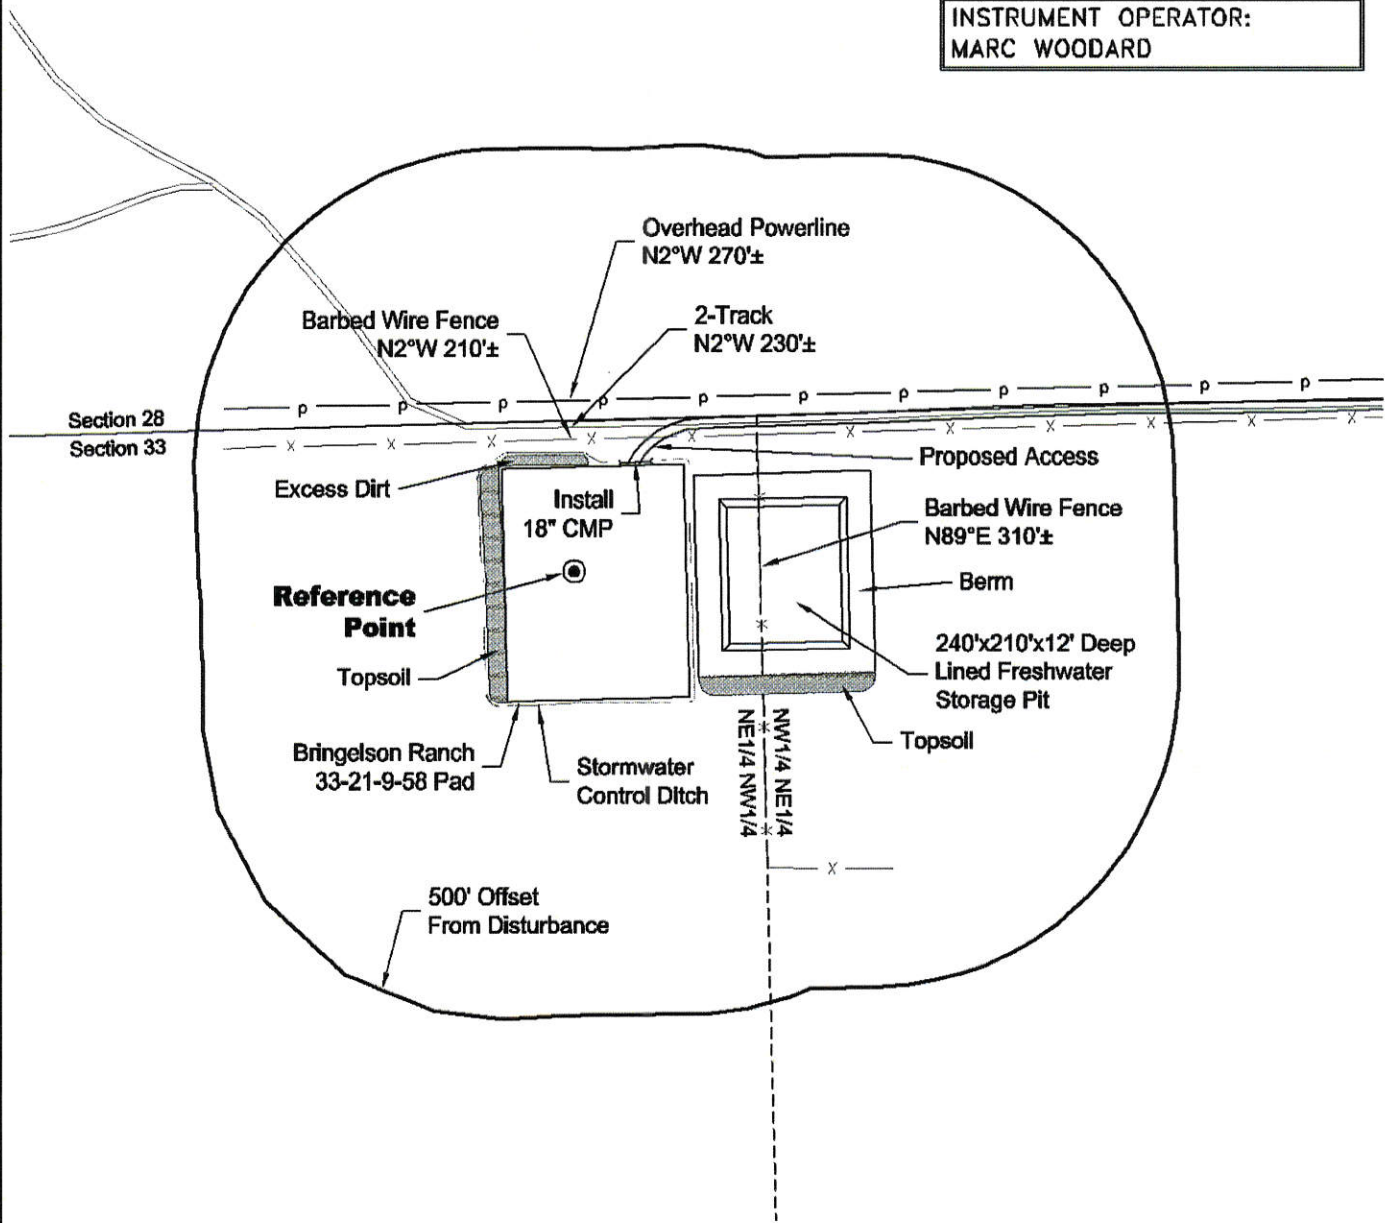 INSTRUMENT OPERATOR:
MARC WOODARD
Overhead Powerline
N2°W 270'±
Barbed Wire Fence
N2°W 210'±
2-Track
N2°W 230'±
P P P P P P P P P P P
Section 28
Section 33
X X X X X X X X X X X
Proposed Access
Excess Dirt
Install
18" CMP
Barbed Wire Fence
N89°E 310'±
Berm
Reference
Point
240'x210'x12' Deep
Lined Freshwater
Storage Pit
Topsoil
Topsoil
NW1/4 NE1/4
NE1/4 NW1/4
Bringelson Ranch
33-21-9-58 Pad
Stormwater
Control Ditch
X
500' Offset
From Disturbance